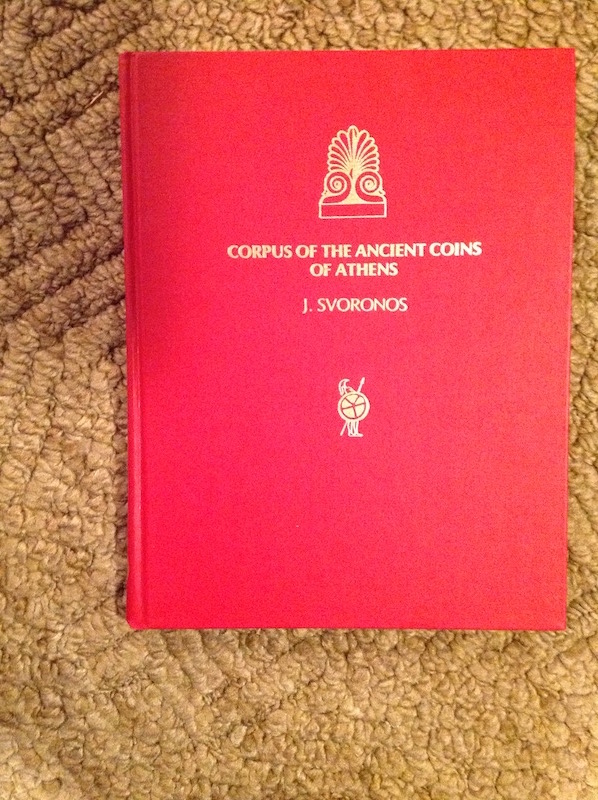 CORPUS OF THE ANCIENT COINS
OF ATHENS
J. SVORONOS